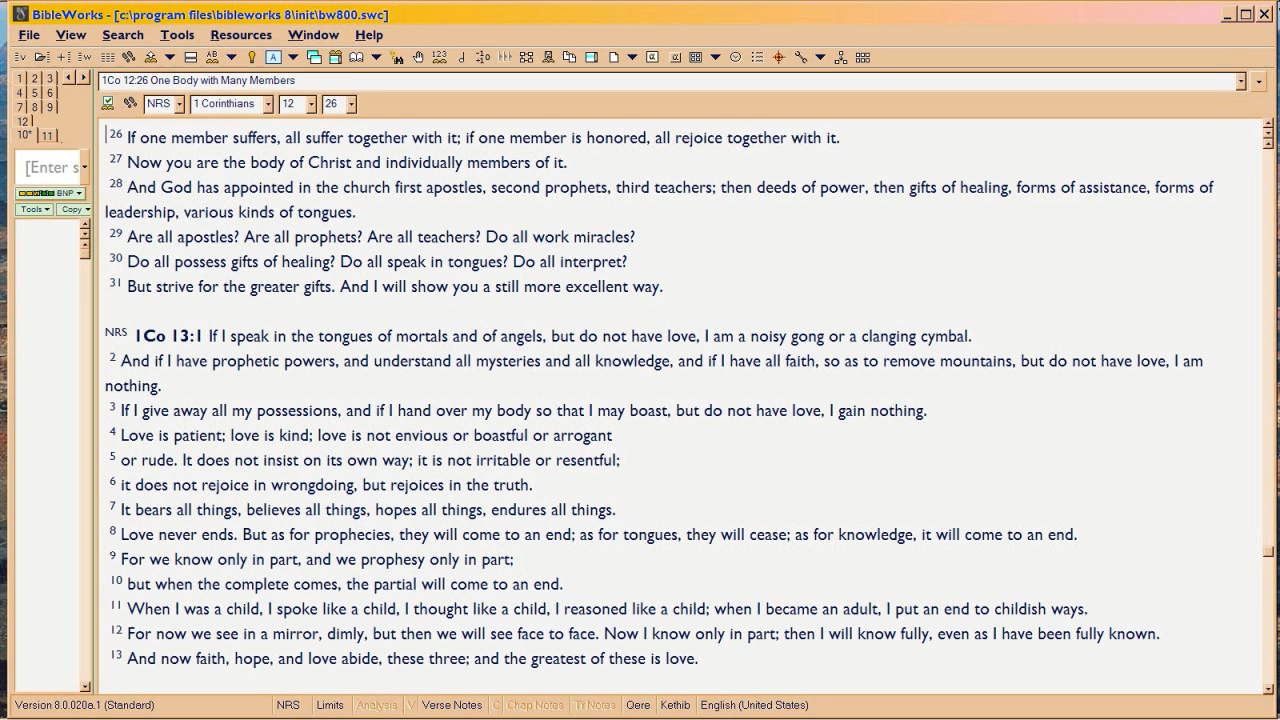 BibleWorks - [c:\program files\bibleworks 8\init\bw800.swc]
File View Search Tools Resources Window Help
1 2 3
4 5 6
7 8 9
12
10* 11
1Co 12:26 One Body with Many Members
NRS 1 Corinthians 12 26
[Enter s
BNP
Tools Copy
26 If one member suffers, all suffer together with it; if one member is honored, all rejoice together with it.
27 Now you are the body of Christ and individually members of it.
28 And God has appointed in the church first apostles, second prophets, third teachers; then deeds of power, then gifts of healing, forms of assistance, forms of
leadership, various kinds of tongues.
29 Are all apostles? Are all prophets? Are all teachers? Do all work miracles?
30 Do all possess gifts of healing? Do all speak in tongues? Do all interpret?
31 But strive for the greater gifts. And I will show you a still more excellent way.
NRS 1Co 13:1 If I speak in the tongues of mortals and of angels, but do not have love, I am a noisy gong or a clanging cymbal.
2 And if I have prophetic powers, and understand all mysteries and all knowledge, and if I have all faith, so as to remove mountains, but do not have love, I am
nothing.
3 If I give away all my possessions, and if I hand over my body so that I may boast, but do not have love, I gain nothing.
4 Love is patient; love is kind; love is not envious or boastful or arrogant
5 or rude. It does not insist on its own way; it is not irritable or resentful;
6 it does not rejoice in wrongdoing, but rejoices in the truth.
7 It bears all things, believes all things, hopes all things, endures all things.
8 Love never ends. But as for prophecies, they will come to an end; as for tongues, they will cease; as for knowledge, it will come to an end.
9 For we know only in part, and we prophesy only in part;
10 but when the complete comes, the partial will come to an end.
11 When I was a child, I spoke like a child, I thought like a child, I reasoned like a child; when I became an adult, I put an end to childish ways.
12 For now we see in a mirror, dimly, but then we will see face to face. Now I know only in part; then I will know fully, even as I have been fully known.
13 And now faith, hope, and love abide, these three; and the greatest of these is love.
Version 8.0.020a.1 (Standard) NRS Limits Analysis V Verse Notes C Chap Notes Tr Notes Qere Kethib English (United States)